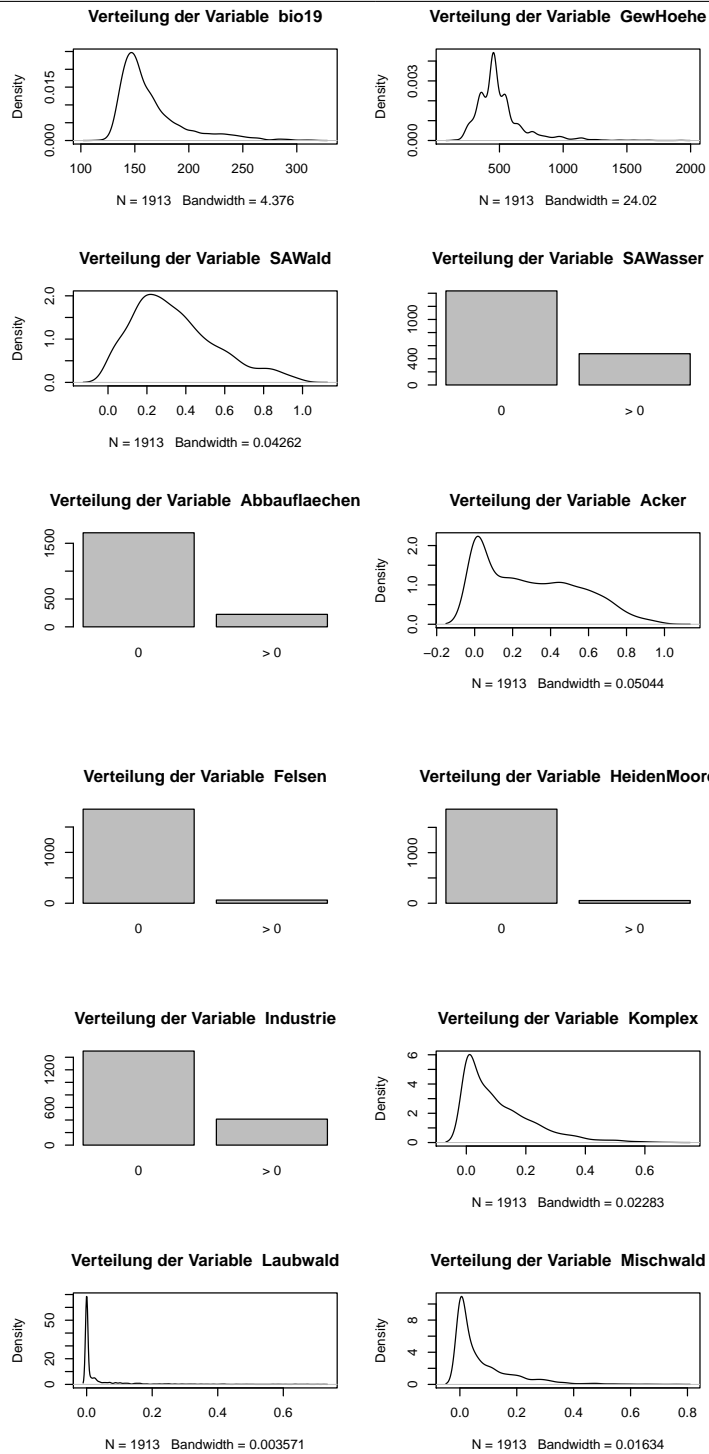 Verteilung der Variable bio19
Density
0.000 0.015
100 150 200 250 300
N = 1913 Bandwidth = 4.376
Verteilung der Variable GewHoehe
Density
0.000 0.003
500 1000 1500 2000
N = 1913 Bandwidth = 24.02
Verteilung der Variable SAWald
Density
0.0 1.0 2.0
0.0 0.2 0.4 0.6 0.8 1.0
N = 1913 Bandwidth = 0.04262
Verteilung der Variable SAWasser
0 400 1000
0 > 0
Verteilung der Variable Abbauflaechen
0 500 1500
0 > 0
Verteilung der Variable Acker
Density
0.0 1.0 2.0
−0.2 0.0 0.2 0.4 0.6 0.8 1.0
N = 1913 Bandwidth = 0.05044
Verteilung der Variable Felsen
0 1000
0 > 0
Verteilung der Variable HeidenMoore
0 1000
0 > 0
Verteilung der Variable Industrie
0 600 1200
0 > 0
Verteilung der Variable Komplex
Density
0 2 4 6
0.0 0.2 0.4 0.6
N = 1913 Bandwidth = 0.02283
Verteilung der Variable Laubwald
Density
0 20 50
0.0 0.2 0.4 0.6
N = 1913 Bandwidth = 0.003571
Verteilung der Variable Mischwald
Density
0 4 8
0.0 0.2 0.4 0.6 0.8
N = 1913 Bandwidth = 0.01634